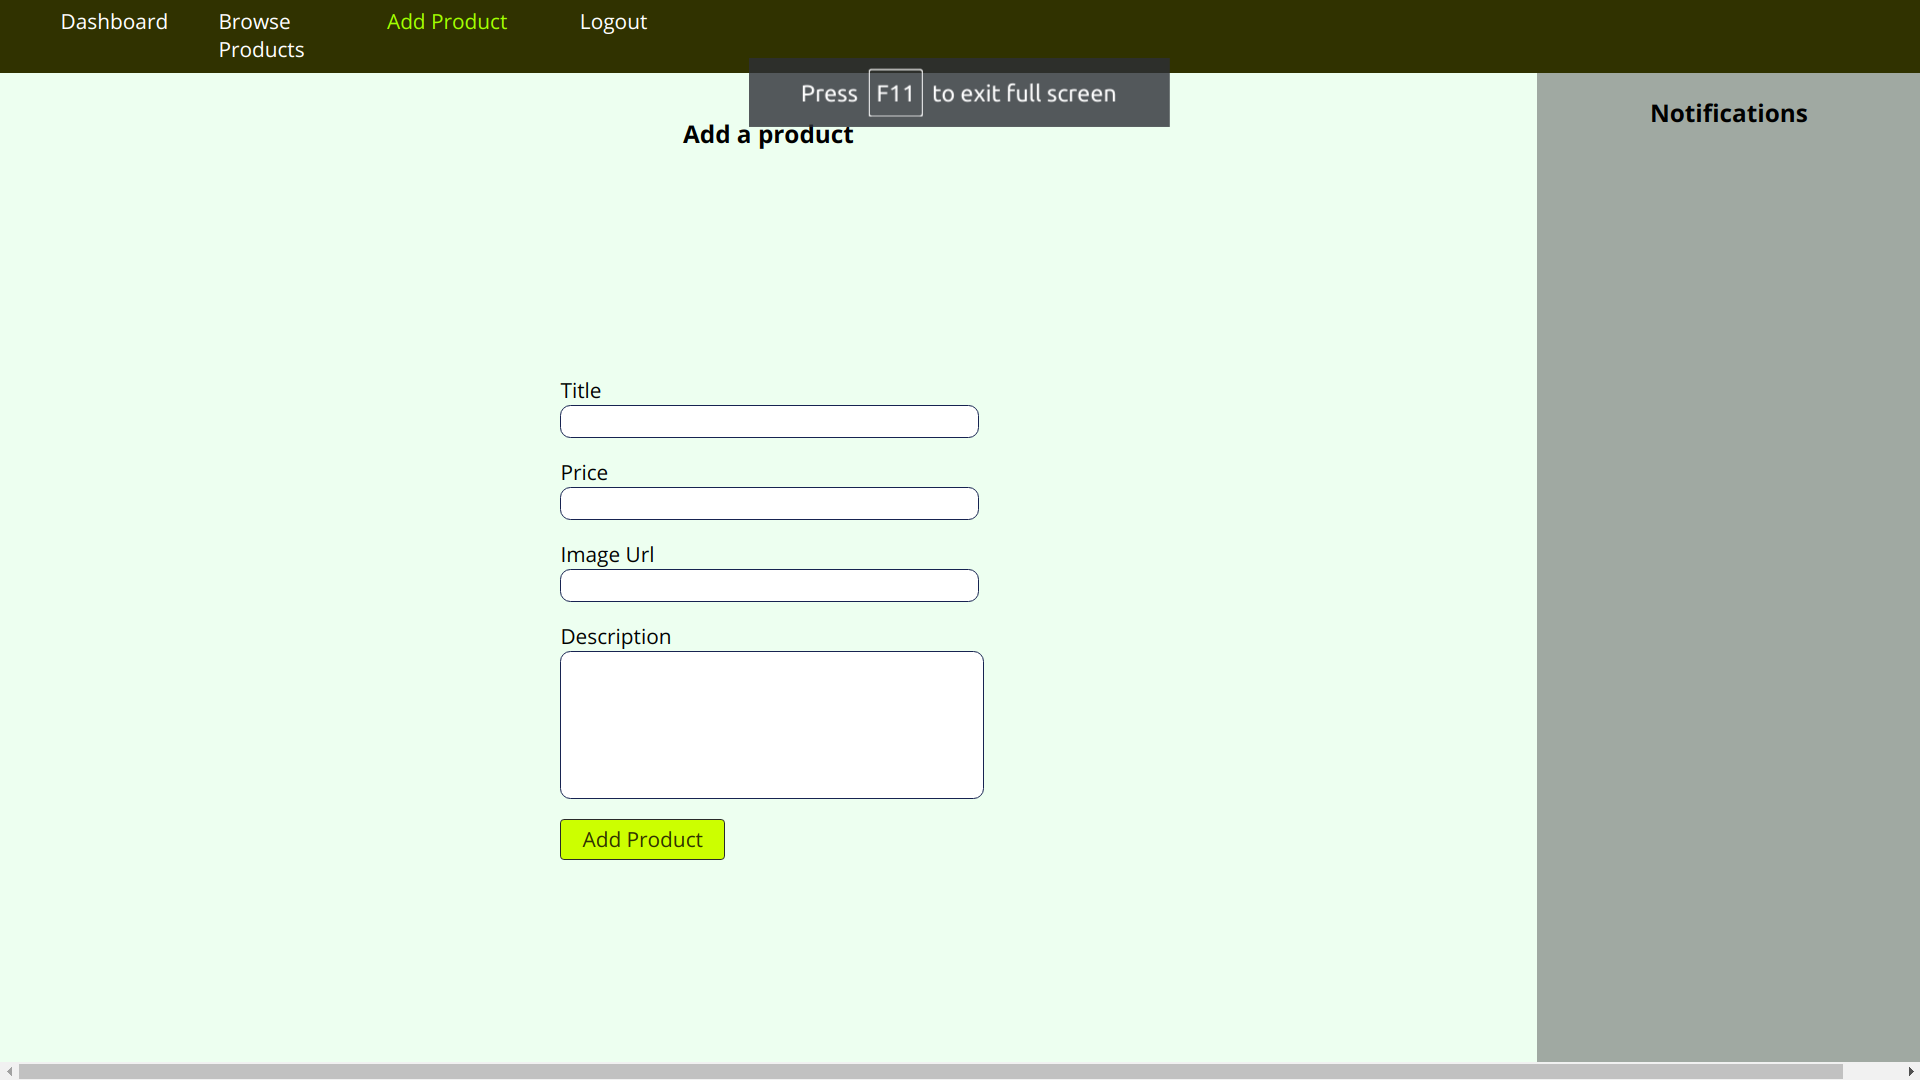 Dashboard
Browse Products
Add Product
Logout
Press F11 to exit full screen
Add a product
Notifications
Title
Price
Image Url
Description
Add Product